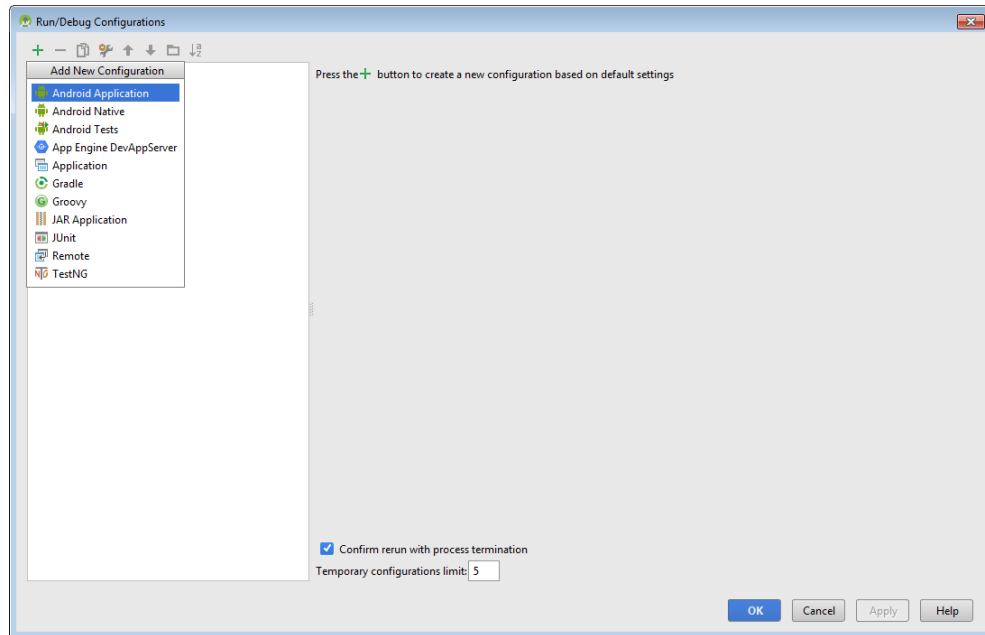 Run/Debug Configurations
Add New Configuration
Press the + button to create a new configuration based on default settings
Android Application
Android Native
Android Tests
App Engine DevAppServer
Application
Gradle
Groovy
JAR Application
JUnit
Remote
TestNG
Confirm rerun with process termination
Temporary configurations limit: 5
OK Cancel Apply Help